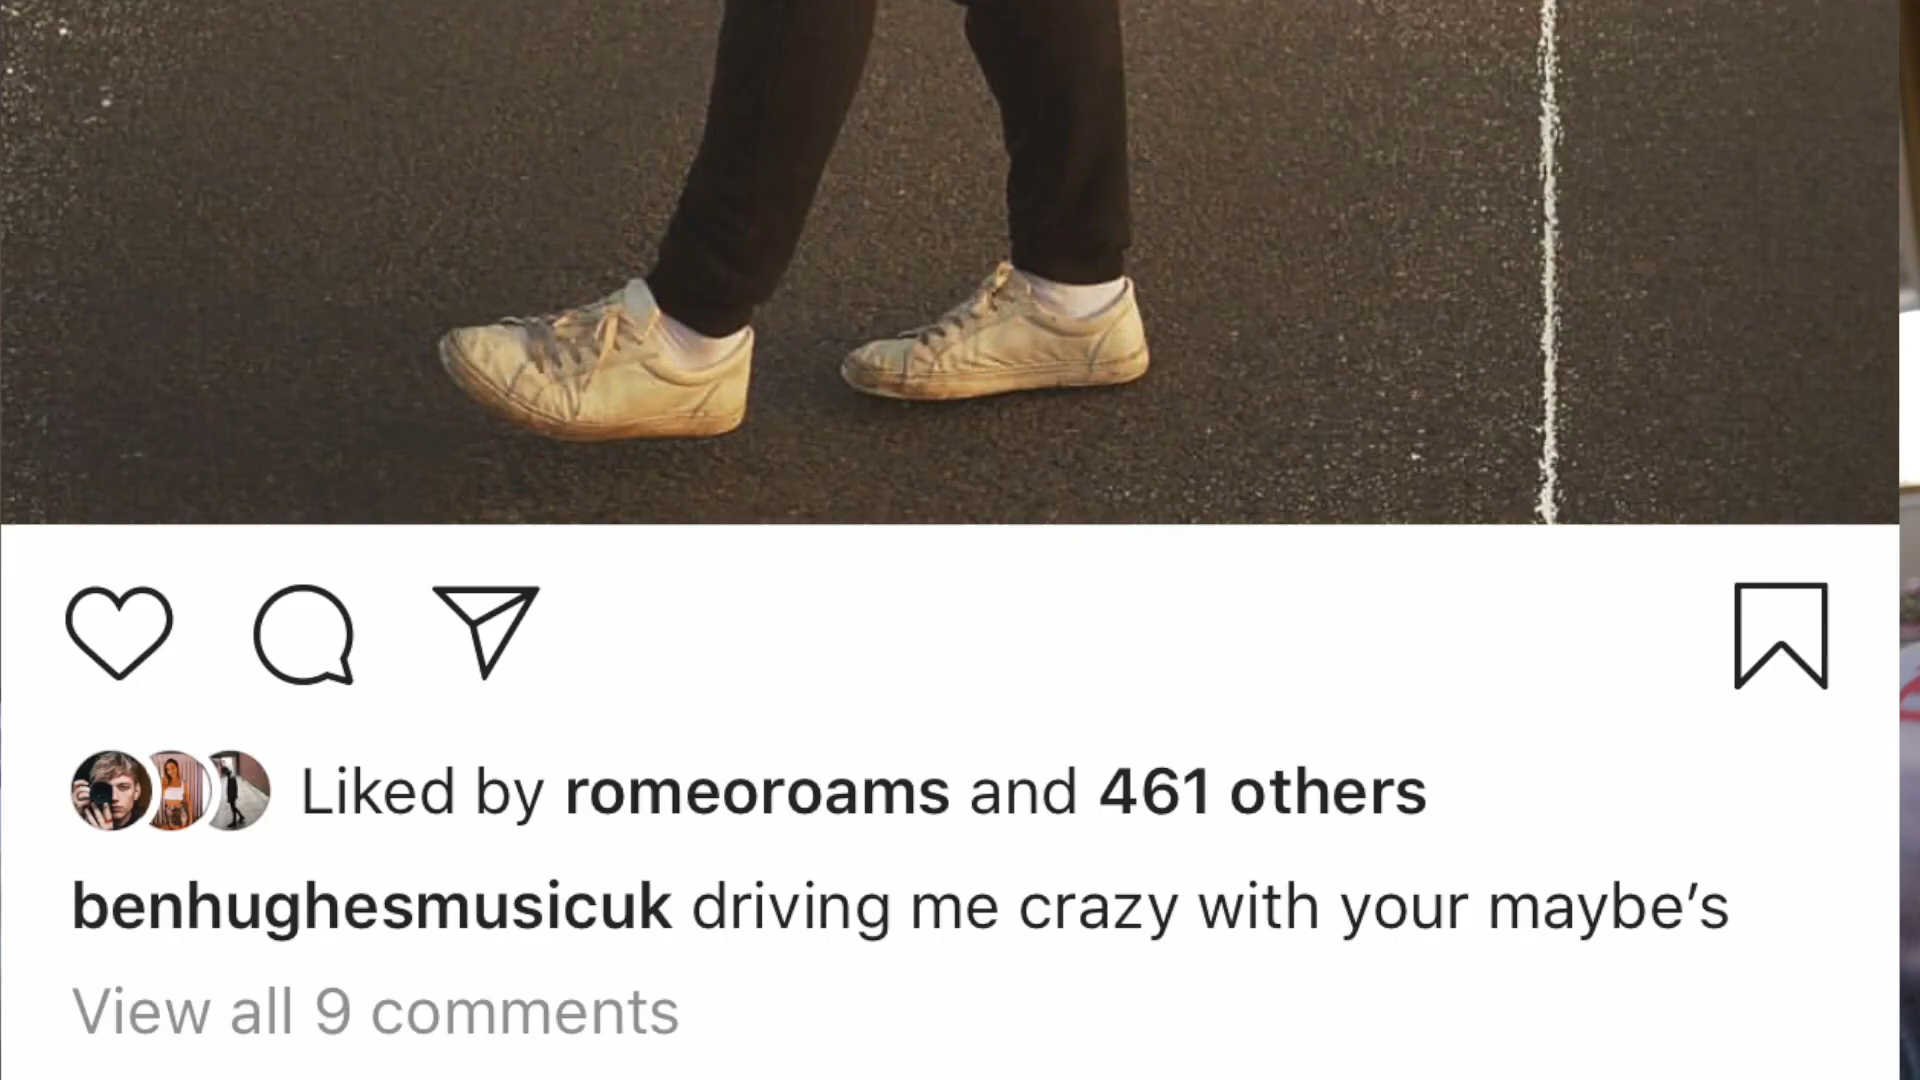 Liked by romeoroams and 461 others
benhughesmusicuk driving me crazy with your maybe’s
View all 9 comments